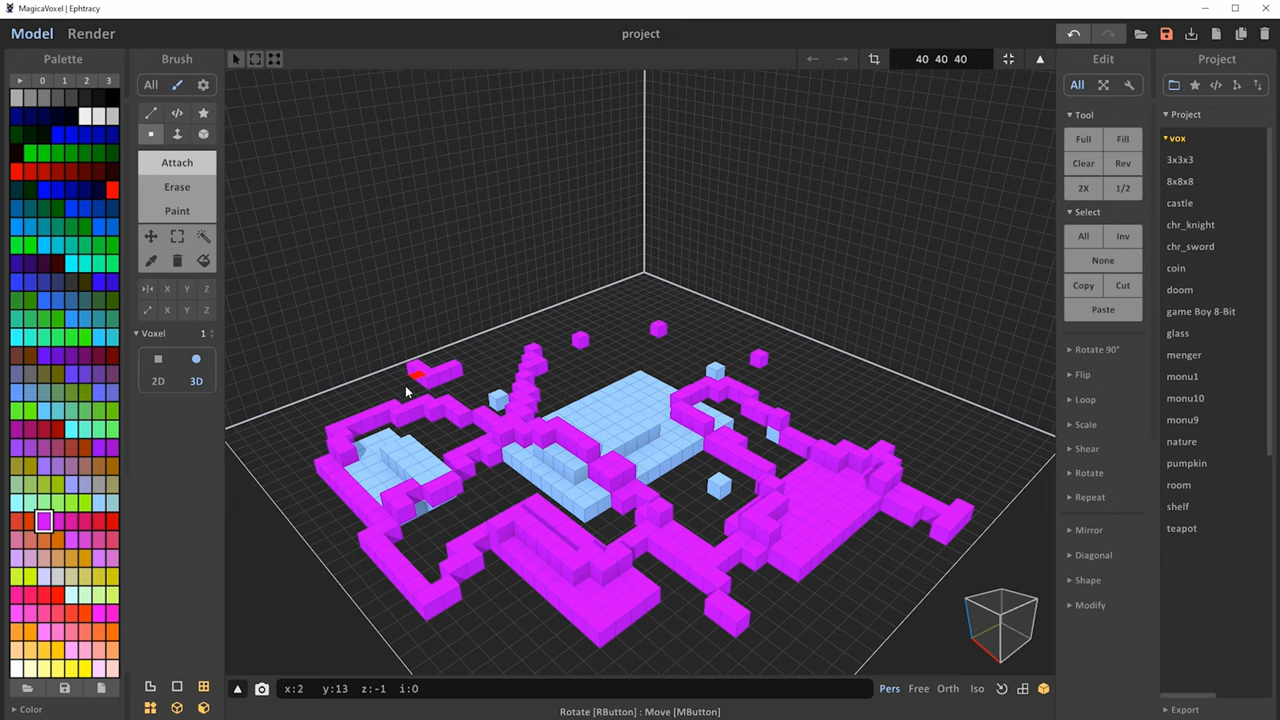 MagicaVoxel | Ephtracy
Model Render
project
Palette
Brush
40 40 40
Edit
Project
0 1 2 3
All
All
Project
Tool
vox
Full Fill
3x3x3
Attach
Clear Rev
8x8x8
Erase
2X 1/2
castle
Paint
Select
chr_knight
All Inv
chr_sword
None
coin
Copy Cut
doom
X Y Z
Paste
game Boy 8-Bit
X Y Z
glass
Voxel 1
Rotate 90°
menger
Flip
monu1
2D 3D
Loop
monu10
Scale
monu9
Shear
nature
Rotate
pumpkin
Repeat
room
shelf
Mirror
teapot
Diagonal
Shape
Modify
x:2 y:13 z:-1 i:0
Pers Free Orth Iso
Color
Rotate [RButton] : Move [MButton]
Export